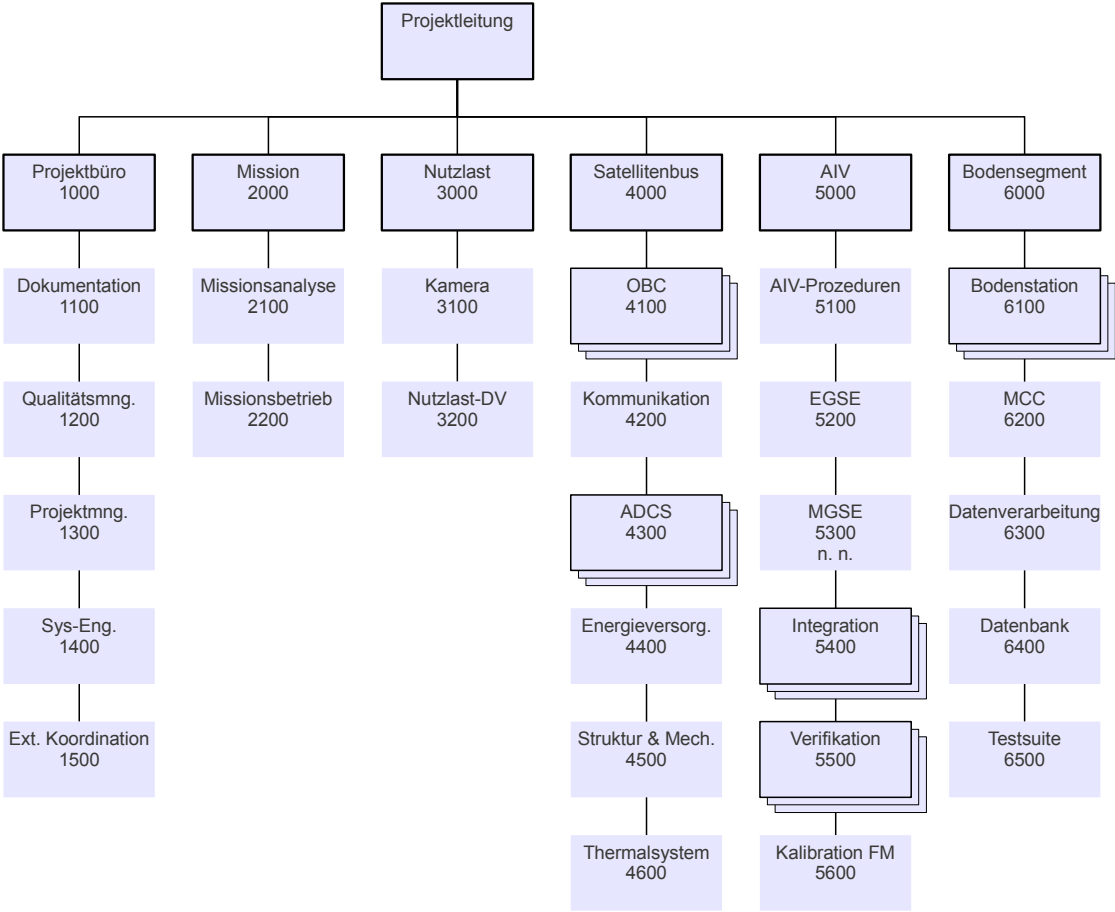 Projektleitung
Projektbüro
1000
Mission
2000
Nutzlast
3000
Satellitenbus
4000
AIV
5000
Bodensegment
6000
Dokumentation
1100
Missionsanalyse
2100
Kamera
3100
OBC
4100
AIV-Prozeduren
5100
Bodenstation
6100
Qualitätsmng.
1200
Missionsbetrieb
2200
Nutzlast-DV
3200
Kommunikation
4200
EGSE
5200
MCC
6200
Projektmng.
1300
ADCS
4300
MGSE
5300
n. n.
Datenverarbeitung
6300
Sys-Eng.
1400
Energieversorg.
4400
Integration
5400
Datenbank
6400
Ext. Koordination
1500
Struktur & Mech.
4500
Verifikation
5500
Testsuite
6500
Thermalsystem
4600
Kalibration FM
5600